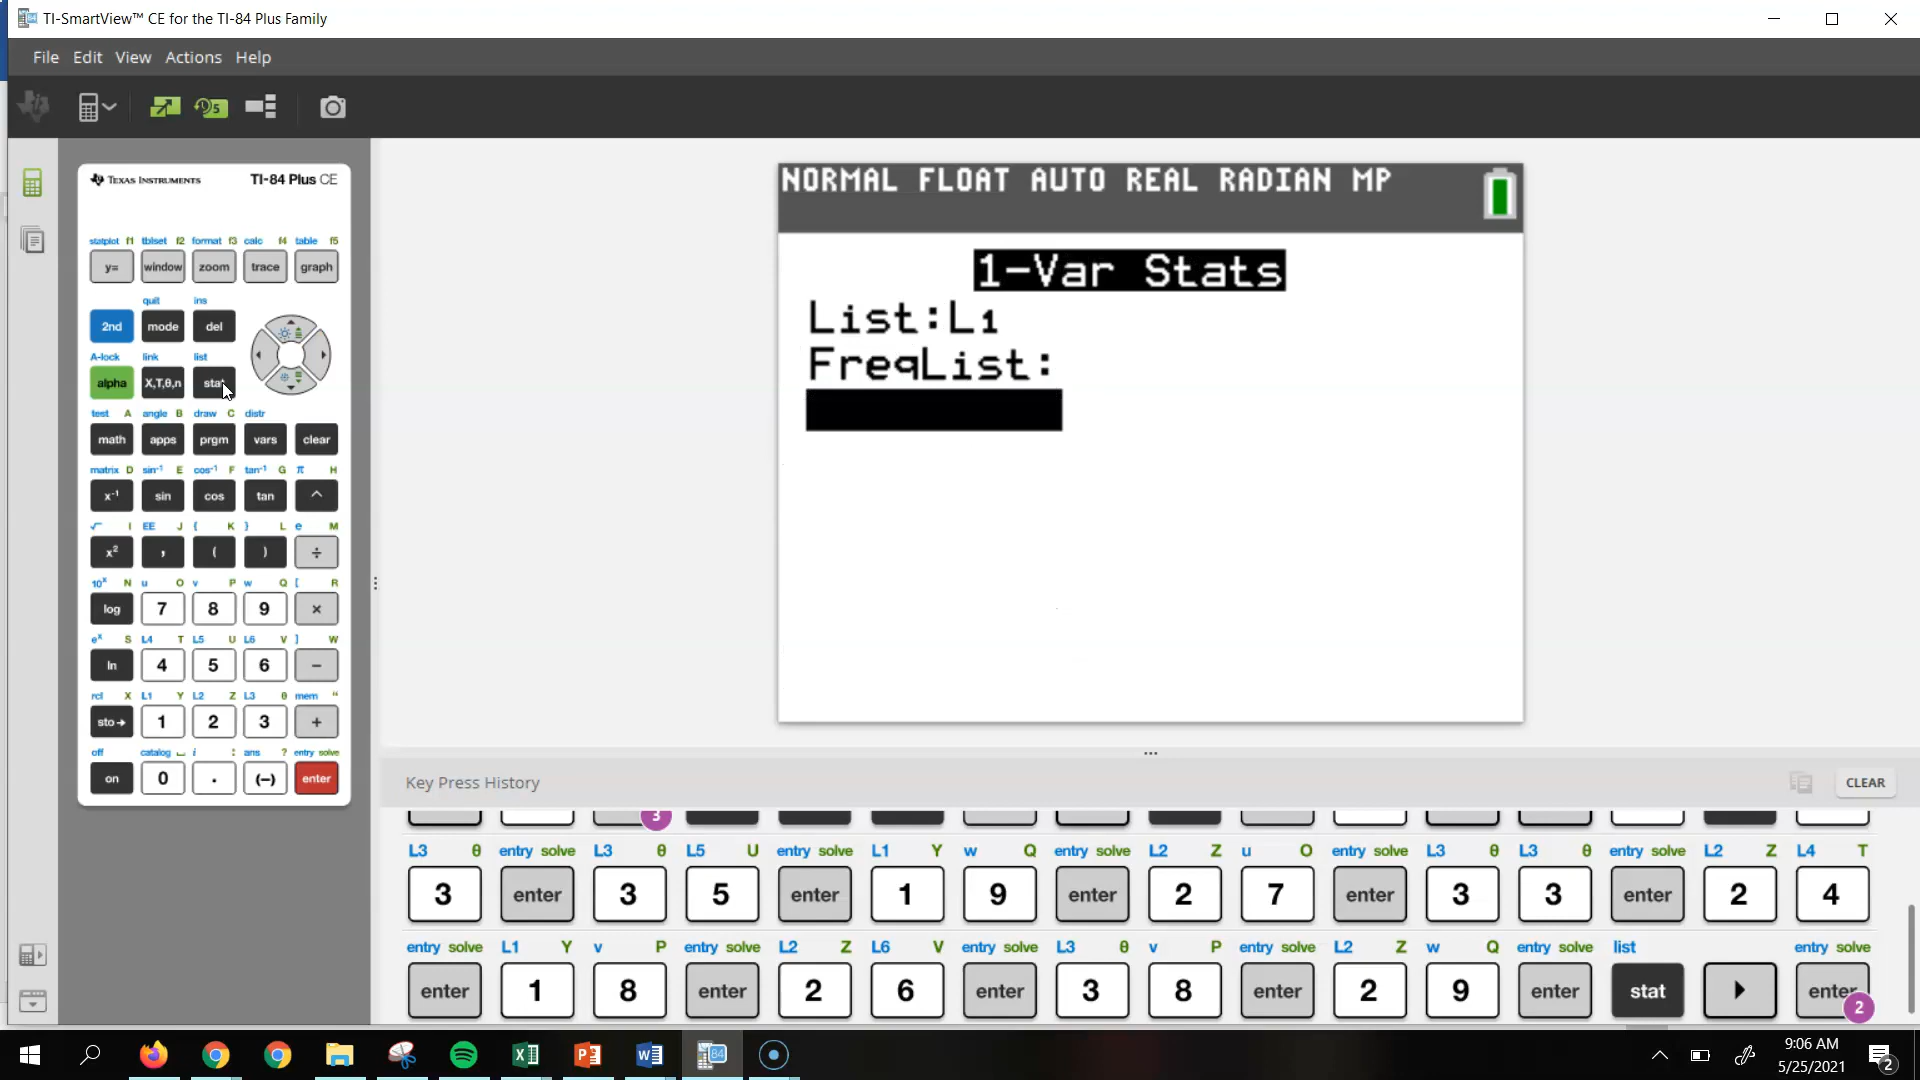 TI-SmartView™ CE for the TI-84 Plus Family
File Edit View Actions Help
TEXAS INSTRUMENTS TI-84 Plus CE
statplot f1 tblset f2 format f3 calc f4 table f5
y= window zoom trace graph
quit ins
2nd mode del
A-lock link list
alpha X,T,θ,n stat
test A angle B draw C distr
math apps prgm vars clear
matrix D sin-1 E cos-1 F tan-1 G π H
x-1 sin cos tan ^
√ I EE J { K } L e M
x2 , ( ) ÷
10x N u O v P w Q [ R
log 7 8 9 ×
ex S L4 T L5 U L6 V ] W
ln 4 5 6 −
rcl X L1 Y L2 Z L3 θ mem "
sto→ 1 2 3 +
off catalog i : ans ? entry solve
on 0 . (−) enter
NORMAL FLOAT AUTO REAL RADIAN MP
1-Var Stats
List:L1
FreqList:
Key Press History CLEAR
3
L3 θ entry solve L3 θ L5 U entry solve L1 Y w Q entry solve L2 Z u O entry solve L3 θ L3 θ entry solve L2 Z L4 T
3 enter 3 5 enter 1 9 enter 2 7 enter 3 3 enter 2 4
entry solve L1 Y v P entry solve L2 Z L6 V entry solve L3 θ v P entry solve L2 Z w Q entry solve list entry solve
enter 1 8 enter 2 6 enter 3 8 enter 2 9 enter stat enter 2
9:06 AM
5/25/2021
2